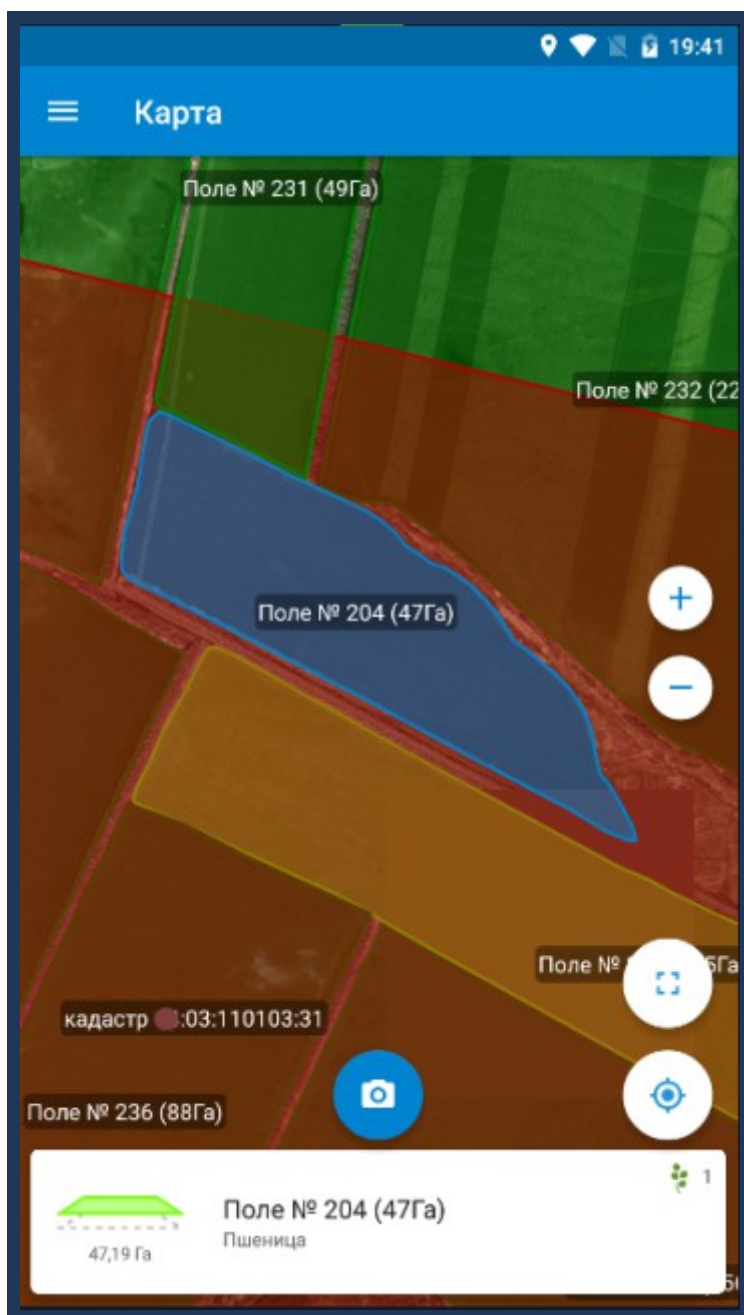 19:41
Карта
Поле № 231 (49Га)
Поле № 232 (22
Поле № 204 (47Га)
Поле №
кадастр :03:110103:31
Поле № 236 (88Га)
1
Поле № 204 (47Га)
Пшеница
47,19 Га